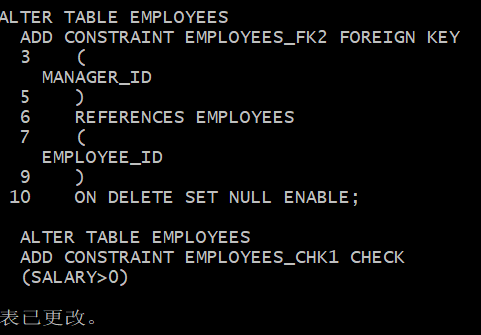 ALTER TABLE EMPLOYEES
ADD CONSTRAINT EMPLOYEES_FK2 FOREIGN KEY
3 (
MANAGER_ID
5 )
6 REFERENCES EMPLOYEES
7 (
EMPLOYEE_ID
9 )
10 ON DELETE SET NULL ENABLE;
ALTER TABLE EMPLOYEES
ADD CONSTRAINT EMPLOYEES_CHK1 CHECK
(SALARY>0)
表已更改。